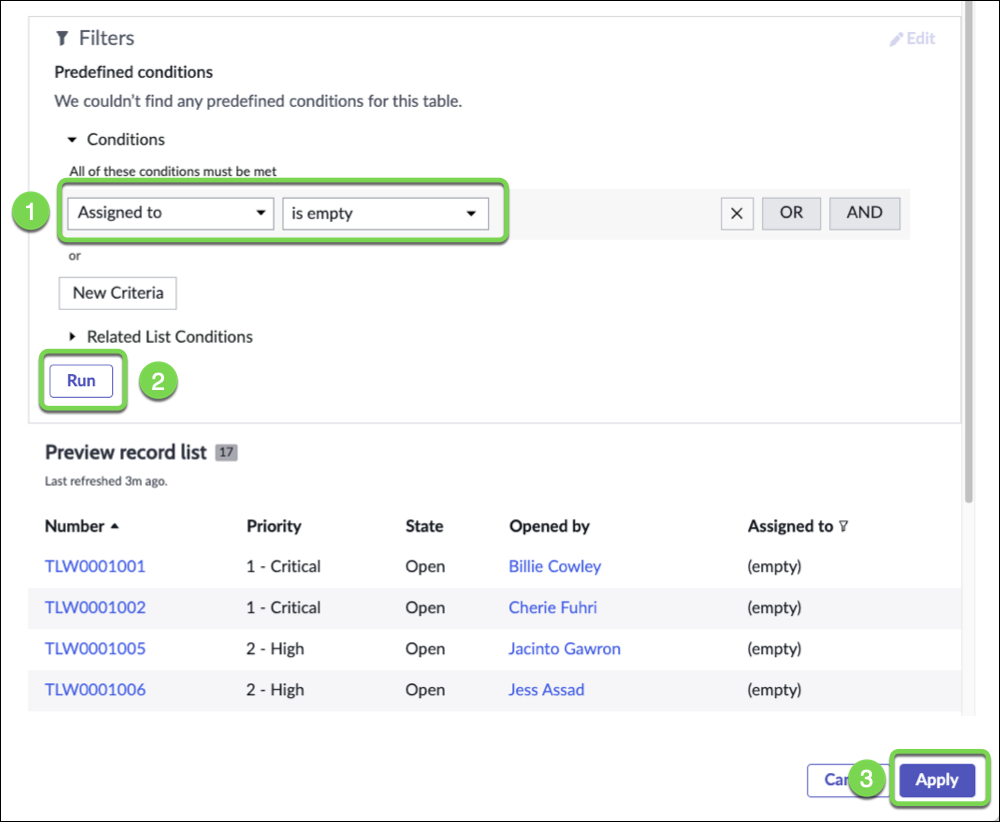 Filters
Edit
Predefined conditions
We couldn't find any predefined conditions for this table.
Conditions
All of these conditions must be met
1
Assigned to is empty OR AND
or
New Criteria
Related List Conditions
Run 2
Preview record list 17
Last refreshed 3m ago.
Number Priority State Opened by Assigned to
TLW0001001 1 - Critical Open Billie Cowley (empty)
TLW0001002 1 - Critical Open Cherie Fuhri (empty)
TLW0001005 2 - High Open Jacinto Gawron (empty)
TLW0001006 2 - High Open Jess Assad (empty)
3 Apply